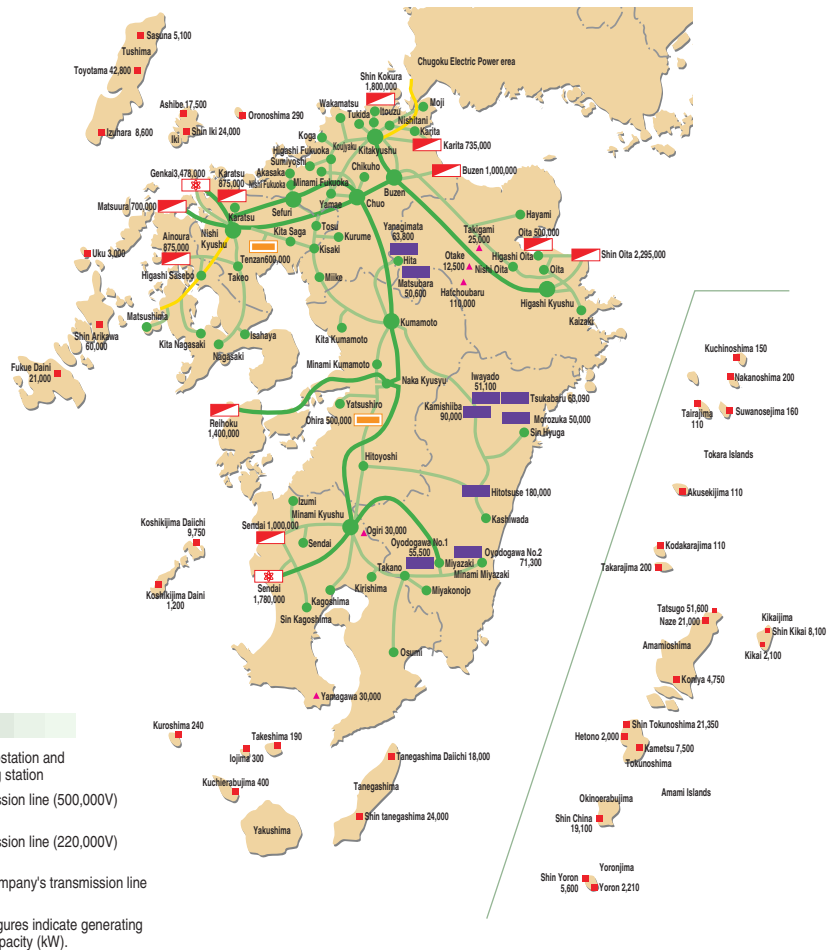 Sasuna 5,100
Tushima
Toyotama 42,800
Izuhara 8,600
Ashibe 17,500
Shin Iki 24,000
Iki
Oronoshima 290
Chugoku Electric Power erea
Shin Kokura
1,800,000
Wakamatsu
Tukida
Itouzu
Moji
Nishitani
Karita
Koga
Koujyaku
Kitakyushu
Karita 735,000
Higashi Fukuoka
Sumiyoshi
Chikuho
Buzen 1,000,000
Genkai3,478,000
Karatsu
875,000
Akasaka
Nishi Fukuoka
Minami Fukuoka
Buzen
Matsuura 700,000
Karatsu
Sefuri
Yamae
Chuo
Hayami
Ainoura
875,000
Nishi
Kyushu
Kita Saga
Tosu
Kurume
Kisaki
Yanagimata
63,800
Takigami
25,000
Oita 500,000
Uku 3,000
Tenzan600,000
Hita
Otake
12,500
Higashi Oita
Shin Oita 2,295,000
Higashi Sasebo
Takeo
Miike
Matsubara
50,600
Nishi Oita
Oita
Hatchoubaru
110,000
Higashi Kyushu
Kaizaki
Matsushima
Shin Arikawa
60,000
Kita Nagasaki
Isahaya
Nagasaki
Kita Kumamoto
Kumamoto
Fukue Daini
21,000
Minami Kumamoto
Naka Kyusyu
Iwayado
51,100
Tsukabaru 63,090
Kamishiiba
90,000
Morozuka 50,000
Reihoku
1,400,000
Yatsushiro
Ohira 500,000
Sin Hyuga
Hitoyoshi
Hitotsuse 180,000
Izumi
Minami Kyushu
Kashiwada
Koshikijima Daiichi
9,750
Sendai 1,000,000
Sendai
Ogiri 30,000
Oyodogawa No.1
55,500
Oyodogawa No.2
71,300
Miyazaki
Minami Miyazaki
Koshikijima Daini
1,200
Sendai
1,780,000
Takano
Kirishima
Miyakonojo
Kagoshima
Sin Kagoshima
Osumi
Yamagawa 30,000
Kuroshima 240
Takeshima 190
Iojima 300
Kuchierabujima 400
Yakushima
Tanegashima Daiichi 18,000
Tanegashima
Shin tanegashima 24,000
Kuchinoshima 150
Nakanoshima 200
Tairajima
110
Suwanosejima 160
Tokara Islands
Akusekijima 110
Kodakarajima 110
Takarajima 200
Tatsugo 51,600
Naze 21,000
Amamioshima
Kikaijima
Shin Kikai 8,100
Kikai 2,100
Koniya 4,750
Shin Tokunoshima 21,350
Hetono 2,000
Kametsu 7,500
Tokunoshima
Amami Islands
Okinoerabujima
Shin China
19,100
Yoronjima
Shin Yoron
5,600
Yoron 2,210
station and
g station
ssion line (500,000V)
ssion line (220,000V)
mpany's transmission line
gures indicate generating
pacity (kW).